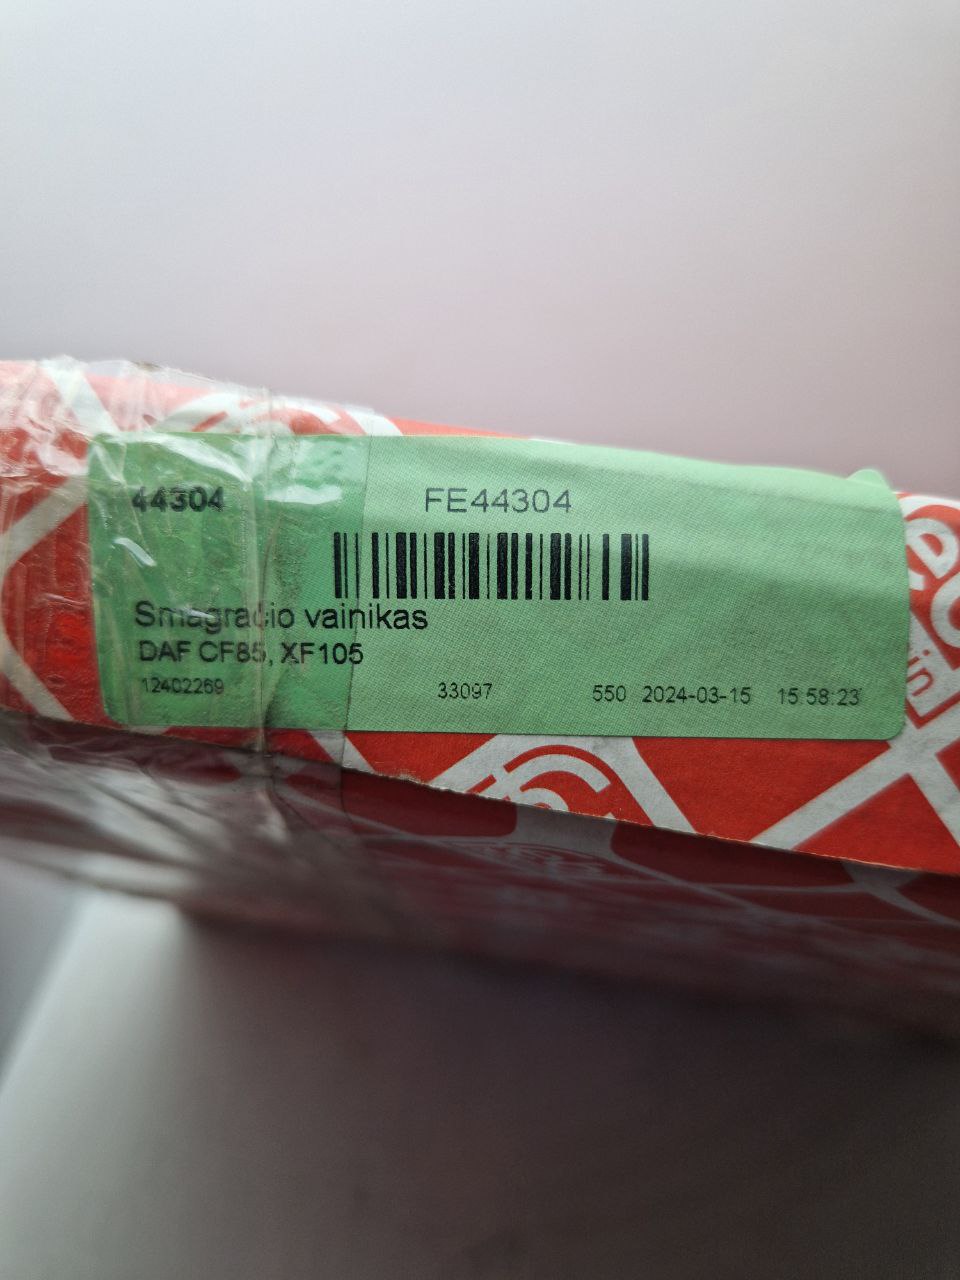 44304 FE44304
Smagračio vainikas
DAF CF85, XF105
12402269 33097 550 2024-03-15 15:58:23